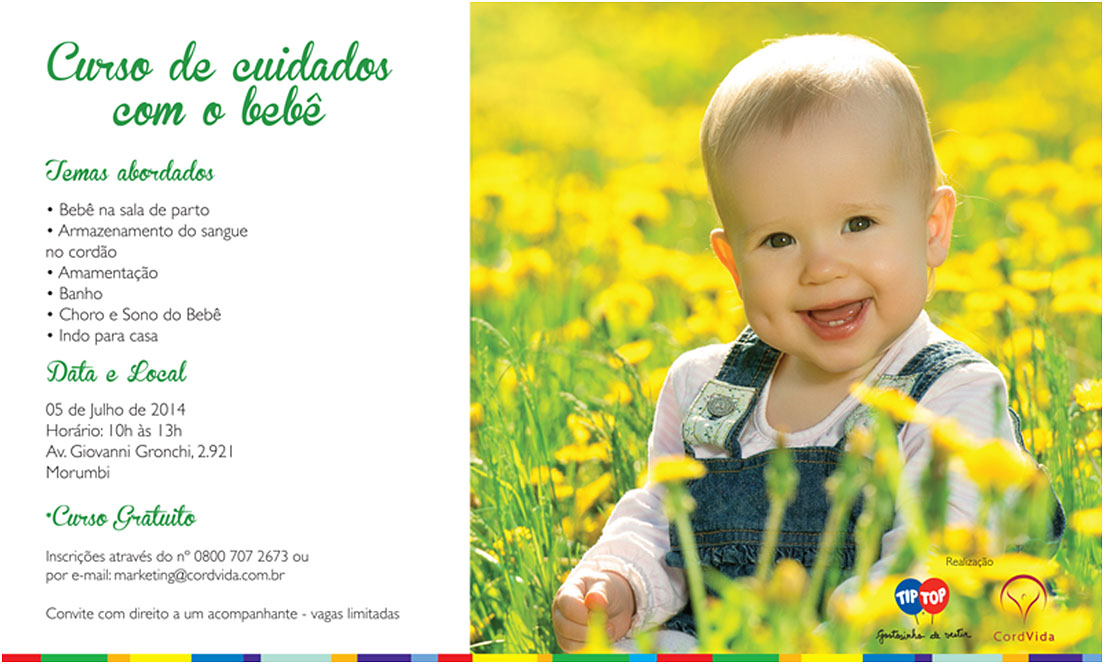 Curso de cuidados
com o bebê
Temas abordados
• Bebê na sala de parto
• Armazenamento do sangue
no cordão
• Amamentação
• Banho
• Choro e Sono do Bebê
• Indo para casa
Data e Local
05 de Julho de 2014
Horário: 10h às 13h
Av. Giovanni Gronchi, 2.921
Morumbi
•Curso Gratuito
Inscrições através do nº 0800 707 2673 ou
por e-mail: marketing@cordvida.com.br
Convite com direito a um acompanhante - vagas limitadas
Realização
TIP TOP
Gostosinho de vestir
CordVida